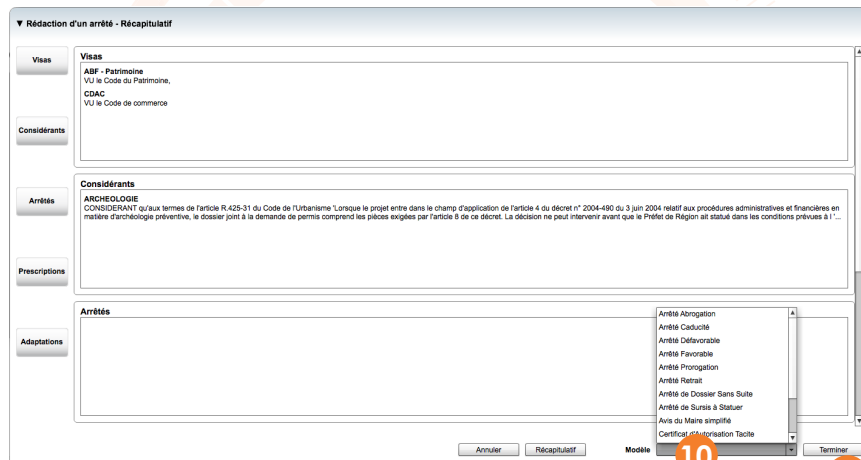 ▼ Rédaction d'un arrêté - Récapitulatif
Visas
Visas
ABF - Patrimoine
VU le Code du Patrimoine,
CDAC
VU le Code de commerce
Considérants
Considérants
ARCHEOLOGIE
CONSIDERANT qu'aux termes de l'article R.425-31 du Code de l'Urbanisme 'Lorsque le projet entre dans le champ d'application de l'article 4 du décret n° 2004-490 du 3 juin 2004 relatif aux procédures administratives et financières en
matière d'archéologie préventive, le dossier joint à la demande de permis comprend les pièces exigées par l'article 8 de ce décret. La décision ne peut intervenir avant que le Préfet de Région ait statué dans les conditions prévues à l '...
Arrêtés
Prescriptions
Arrêtés
Adaptations
Arrêté Abrogation
Arrêté Caducité
Arrêté Défavorable
Arrêté Favorable
Arrêté Prorogation
Arrêté Retrait
Arrêté de Dossier Sans Suite
Arrêté de Sursis à Statuer
Avis du Maire simplifié
Certificat d'Autorisation Tacite
Annuler
Récapitulatif
Modèle
10
Terminer